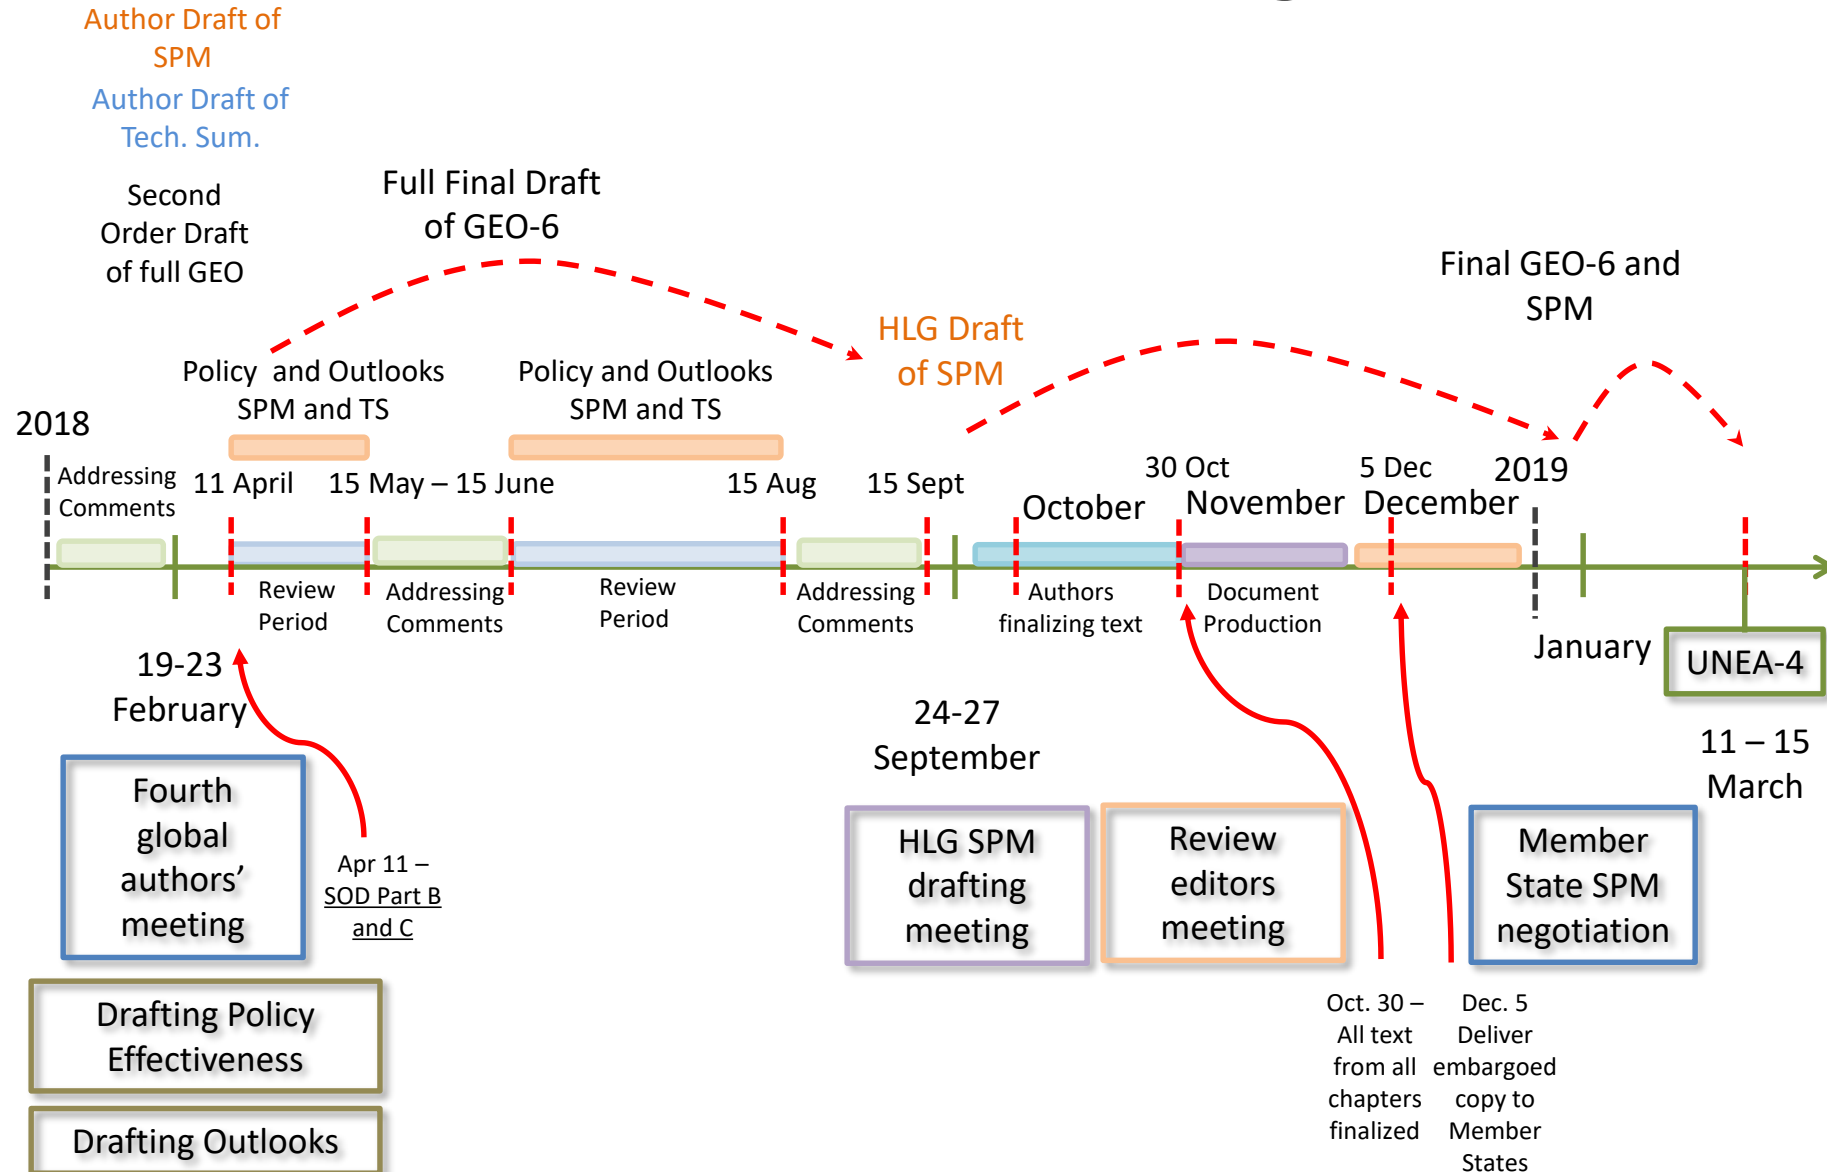 Author Draft of
SPM
Author Draft of
Tech. Sum.
Second
Order Draft
of full GEO
Full Final Draft
of GEO-6
Final GEO-6 and
SPM
HLG Draft
of SPM
Policy and Outlooks
SPM and TS
Policy and Outlooks
SPM and TS
2018
Addressing
Comments
11 April
15 May – 15 June
15 Aug
15 Sept
October
30 Oct
November
5 Dec
December
2019
Review
Period
Addressing
Comments
Review
Period
Addressing
Comments
Authors
finalizing text
Document
Production
January
UNEA-4
11 – 15
March
19-23
February
24-27
September
Fourth
global
authors’
meeting
Apr 11 –
SOD Part B
and C
HLG SPM
drafting
meeting
Review
editors
meeting
Member
State SPM
negotiation
Drafting Policy
Effectiveness
Drafting Outlooks
Oct. 30 –
All text
from all
chapters
finalized
Dec. 5
Deliver
embargoed
copy to
Member
States